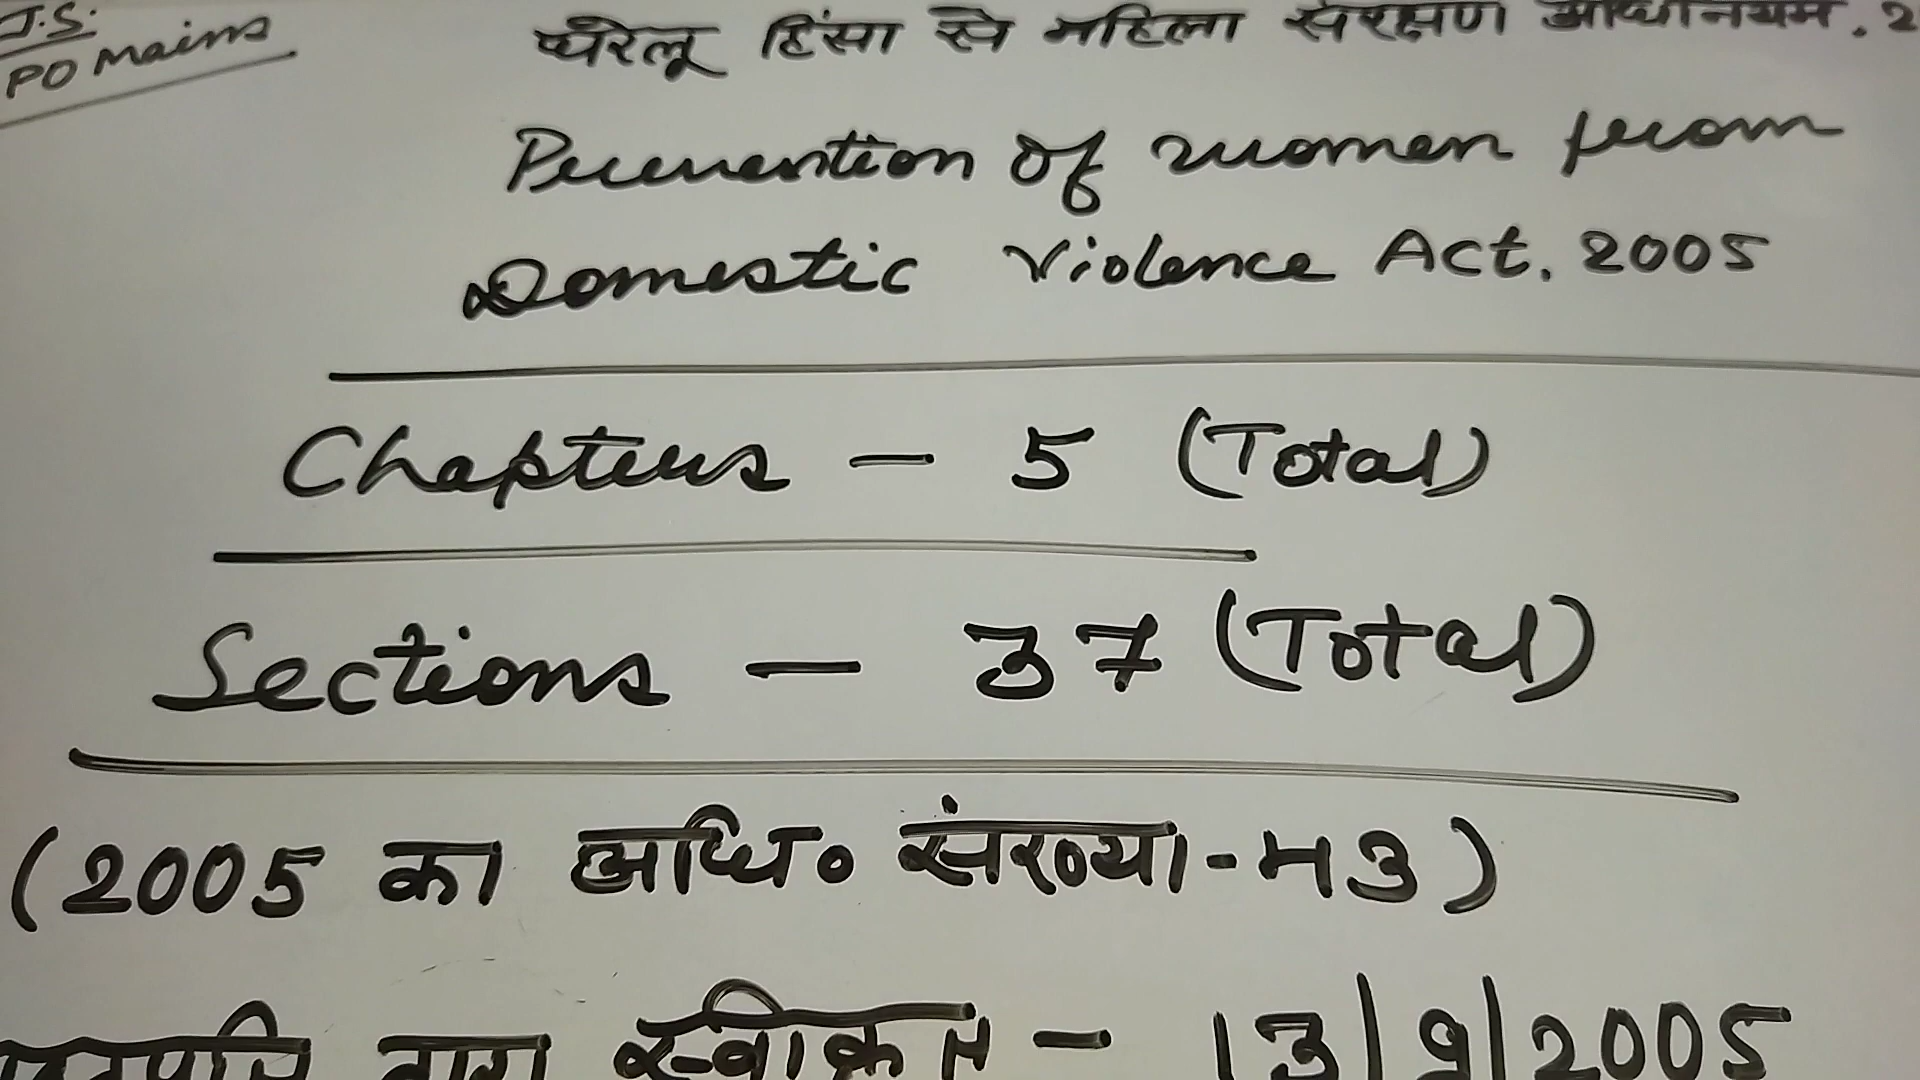 J.S.
PO Mains
घरेलू हिंसा से महिला संरक्षण अधिनियम, 2
Prevention Of women from
Domestic Violence Act. 2005
Chapters - 5 (Total)
Sections - 37 (Total)
(2005 का अधि० संख्या - 43)
राष्ट्रपति द्वारा स्वीकृत - 13/9/2005